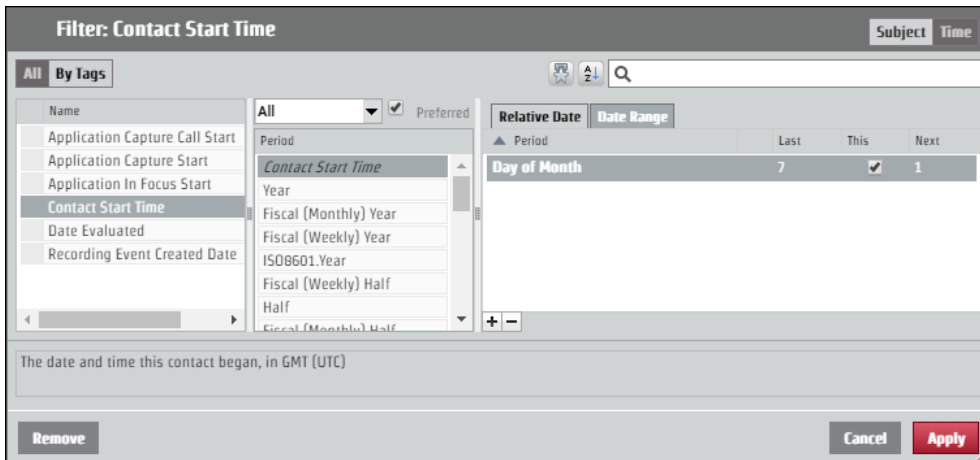 Filter: Contact Start Time
Subject Time
All By Tags
A Z
Name
Application Capture Call Start
Application Capture Start
Application In Focus Start
Contact Start Time
Date Evaluated
Recording Event Created Date
All Preferred
Period
Contact Start Time
Year
Fiscal (Monthly) Year
Fiscal (Weekly) Year
ISO8601.Year
Fiscal (Weekly) Half
Half
Fiscal (Monthly) Half
Relative Date Date Range
Period Last This Next
Day of Month 7 1
The date and time this contact began, in GMT (UTC)
Remove Cancel Apply